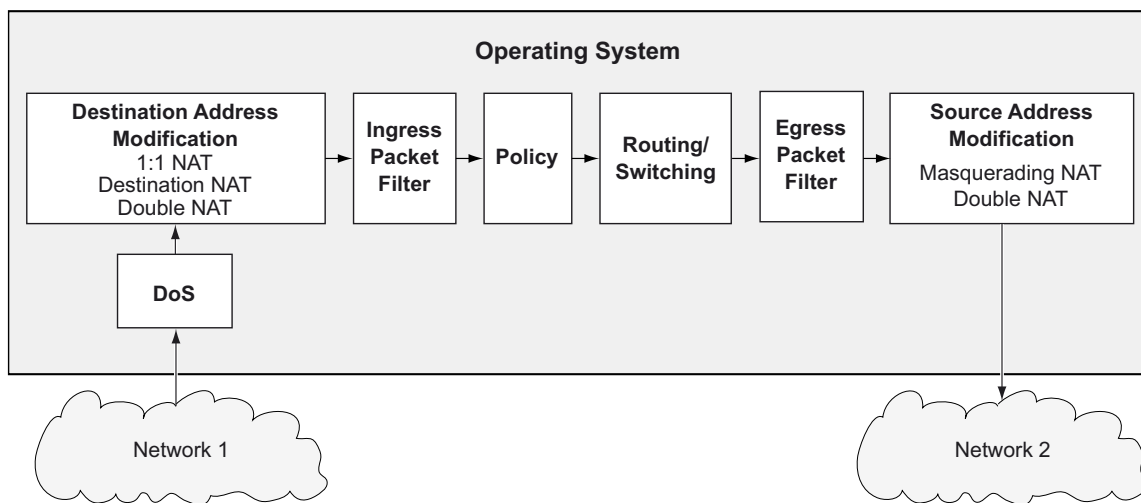 Operating System
Destination Address
Modification
1:1 NAT
Destination NAT
Double NAT
Ingress
Packet
Filter
Policy
Routing/
Switching
Egress
Packet
Filter
Source Address
Modification
Masquerading NAT
Double NAT
DoS
Network 1
Network 2